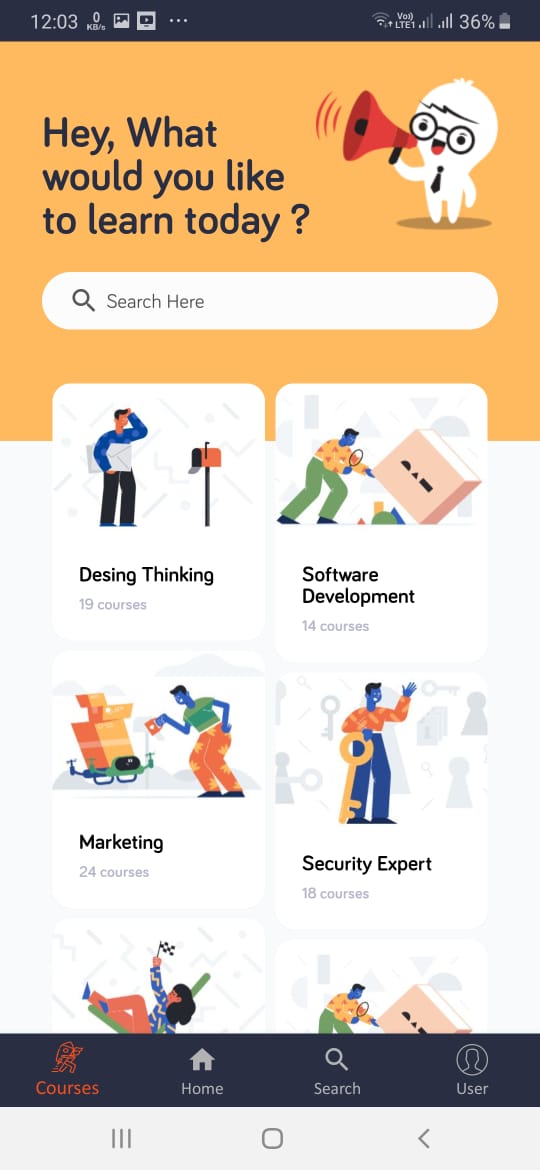 12:03 0 KB/s ... Vo) LTE1 36%
Hey, What
would you like
to learn today ?
Search Here
Desing Thinking
19 courses
Software
Development
14 courses
Marketing
24 courses
Security Expert
18 courses
Courses Home Search User